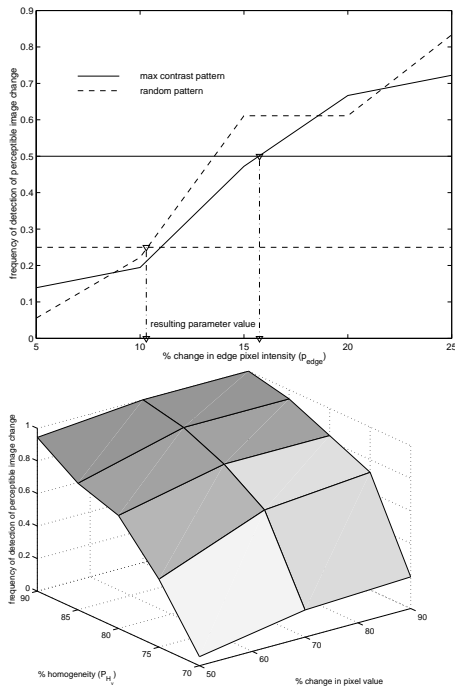 0.9
0.8
0.7
0.6
0.5
0.4
0.3
0.2
0.1
0
frequency of detection of perceptible image change
max contrast pattern
random pattern
resulting parameter value
5 10 15 20 25
% change in edge pixel intensity (p_edge)
1
0.8
0.6
0.4
0.2
0
frequency of detection of perceptible image change
90
85
80
75
70
% homogeneity (P_H_v)
50
60
70
80
90
% change in pixel value